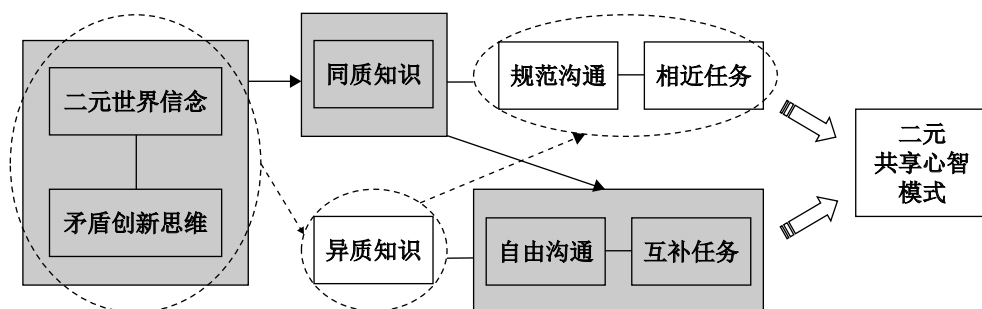 二元世界信念
矛盾创新思维
同质知识
异质知识
规范沟通
相近任务
自由沟通
互补任务
二元
共享心智
模式